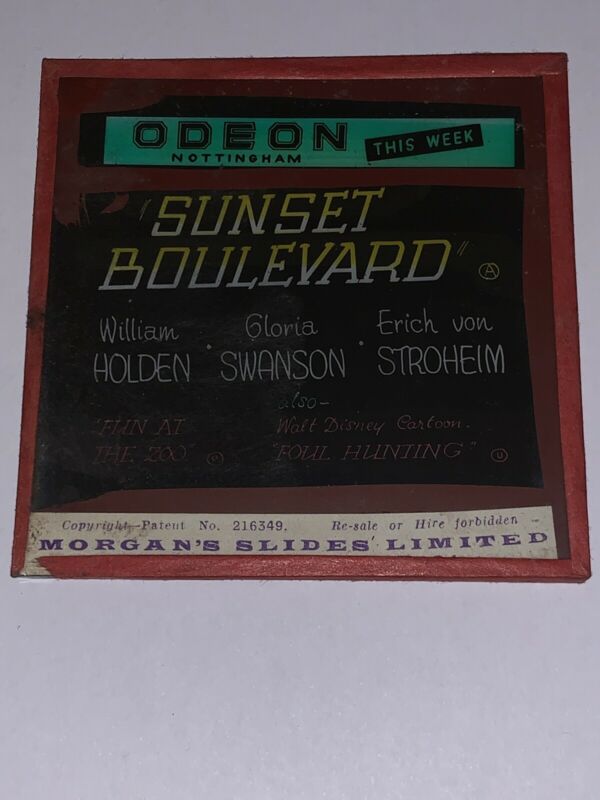 ODEON
NOTTINGHAM
THIS WEEK
"SUNSET
BOULEVARD" A
William Gloria Erich von
HOLDEN · SWANSON · STROHEIM
also—
"FUN AT Walt Disney Cartoon.
THE ZOO" U "FOUL HUNTING" U
Copyright—Patent No. 216349. Re-sale or Hire forbidden -
MORGAN'S SLIDES LIMITED